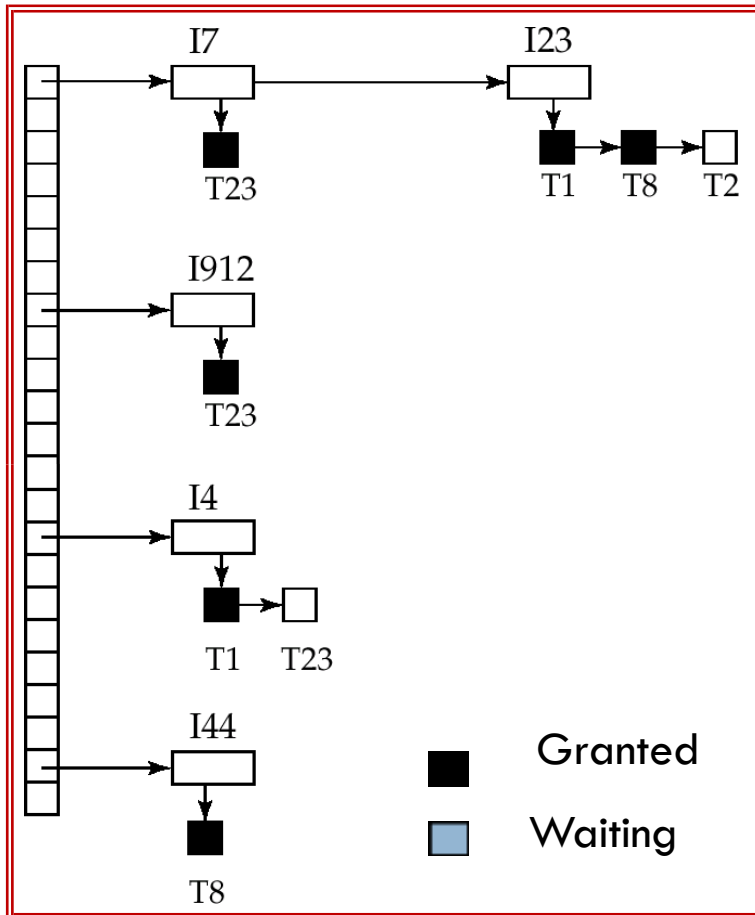 I7 I23
T23 T1 T8 T2
I912
T23
I4
T1 T23
I44
Granted
Waiting
T8